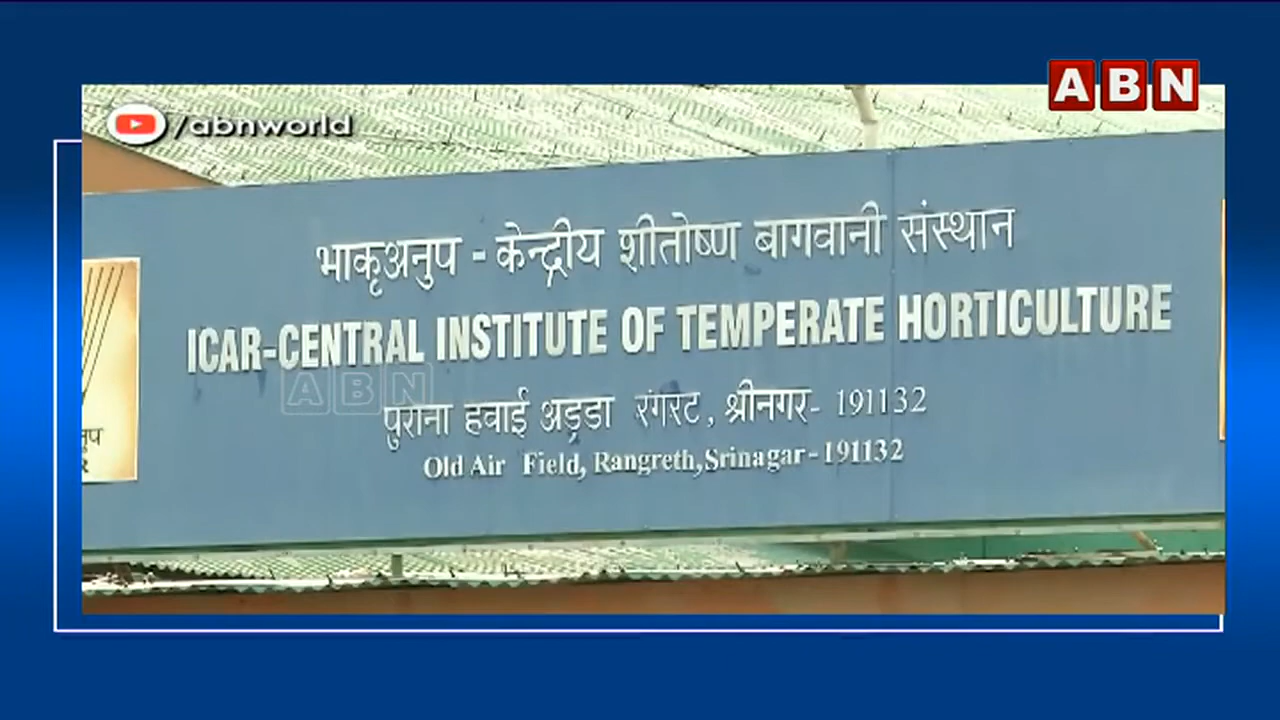 ABN
/abnworld
भाकृअनुप - केन्द्रीय शीतोष्ण बागवानी संस्थान
ICAR-CENTRAL INSTITUTE OF TEMPERATE HORTICULTURE
ABN
पुराना हवाई अड्डा रंगरट, श्रीनगर- 191132
Old Air Field, Rangreth, Srinagar-191132